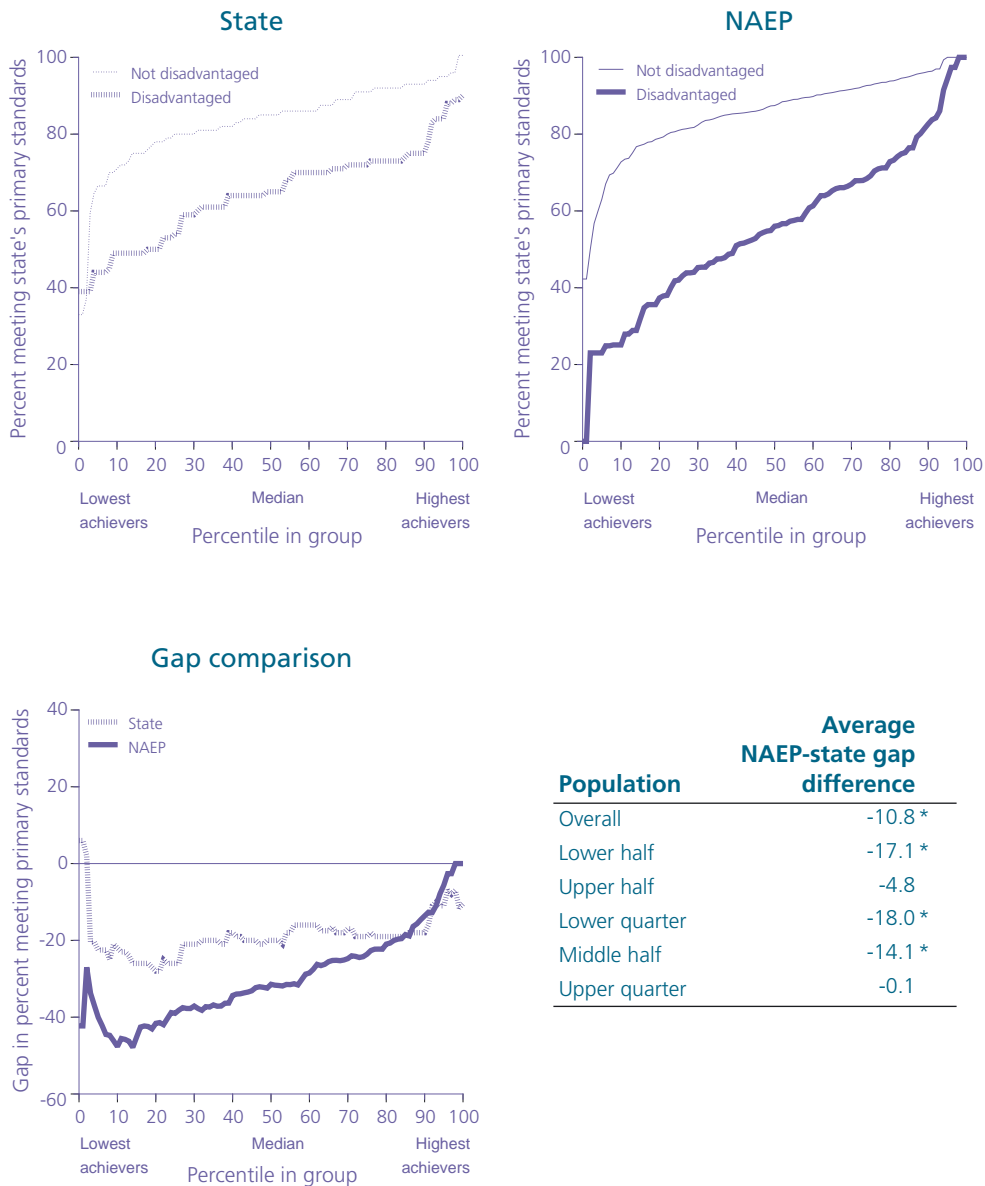 State
Percent meeting state's primary standards
100
80
60
40
20
0
Not disadvantaged
Disadvantaged
0 10 20 30 40 50 60 70 80 90 100
Lowest achievers
Median
Highest achievers
Percentile in group
NAEP
Percent meeting state's primary standards
100
80
60
40
20
0
Not disadvantaged
Disadvantaged
0 10 20 30 40 50 60 70 80 90 100
Lowest achievers
Median
Highest achievers
Percentile in group
Gap comparison
Gap in percent meeting primary standards
40
20
0
-20
-40
-60
State
NAEP
0 10 20 30 40 50 60 70 80 90 100
Lowest achievers
Median
Highest achievers
Percentile in group
Average
NAEP-state gap
Population difference
Overall -10.8 *
Lower half -17.1 *
Upper half -4.8
Lower quarter -18.0 *
Middle half -14.1 *
Upper quarter -0.1